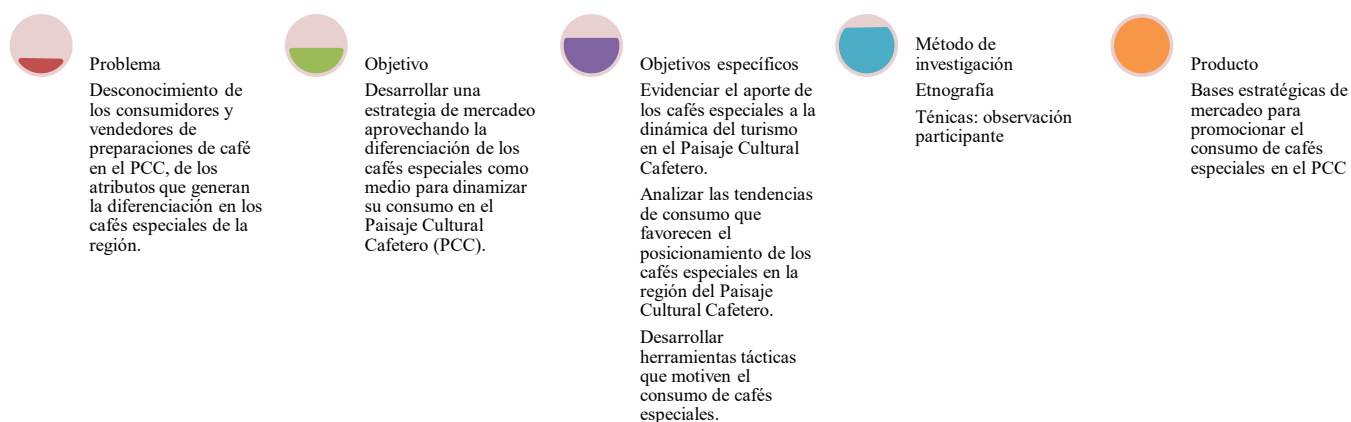 Problema
Desconocimiento de
los consumidores y
vendedores de
preparaciones de café
en el PCC, de los
atributos que generan
la diferenciación en los
cafés especiales de la
región.
Objetivo
Desarrollar una
estrategia de mercadeo
aprovechando la
diferenciación de los
cafés especiales como
medio para dinamizar
su consumo en el
Paisaje Cultural
Cafetero (PCC).
Objetivos específicos
Evidenciar el aporte de
los cafés especiales a la
dinámica del turismo
en el Paisaje Cultural
Cafetero.
Analizar las tendencias
de consumo que
favorecen el
posicionamiento de los
cafés especiales en la
región del Paisaje
Cultural Cafetero.
Desarrollar
herramientas tácticas
que motiven el
consumo de cafés
especiales.
Método de
investigación
Etnografía
Ténicas: observación
participante
Producto
Bases estratégicas de
mercadeo para
promocionar el
consumo de cafés
especiales en el PCC